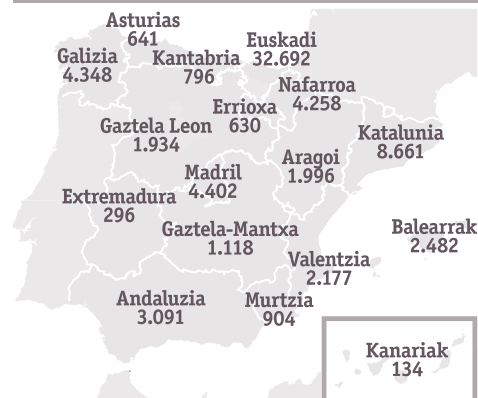 Asturias
641
Galizia
4.348
Kantabria
796
Euskadi
32.692
Nafarroa
4.258
Errioxa
630
Gaztela Leon
1.934
Katalunia
8.661
Aragoi
1.996
Madril
4.402
Extremadura
296
Gaztela-Mantxa
1.118
Balearrak
2.482
Valentzia
2.177
Andaluzia
3.091
Murtzia
904
Kanariak
134